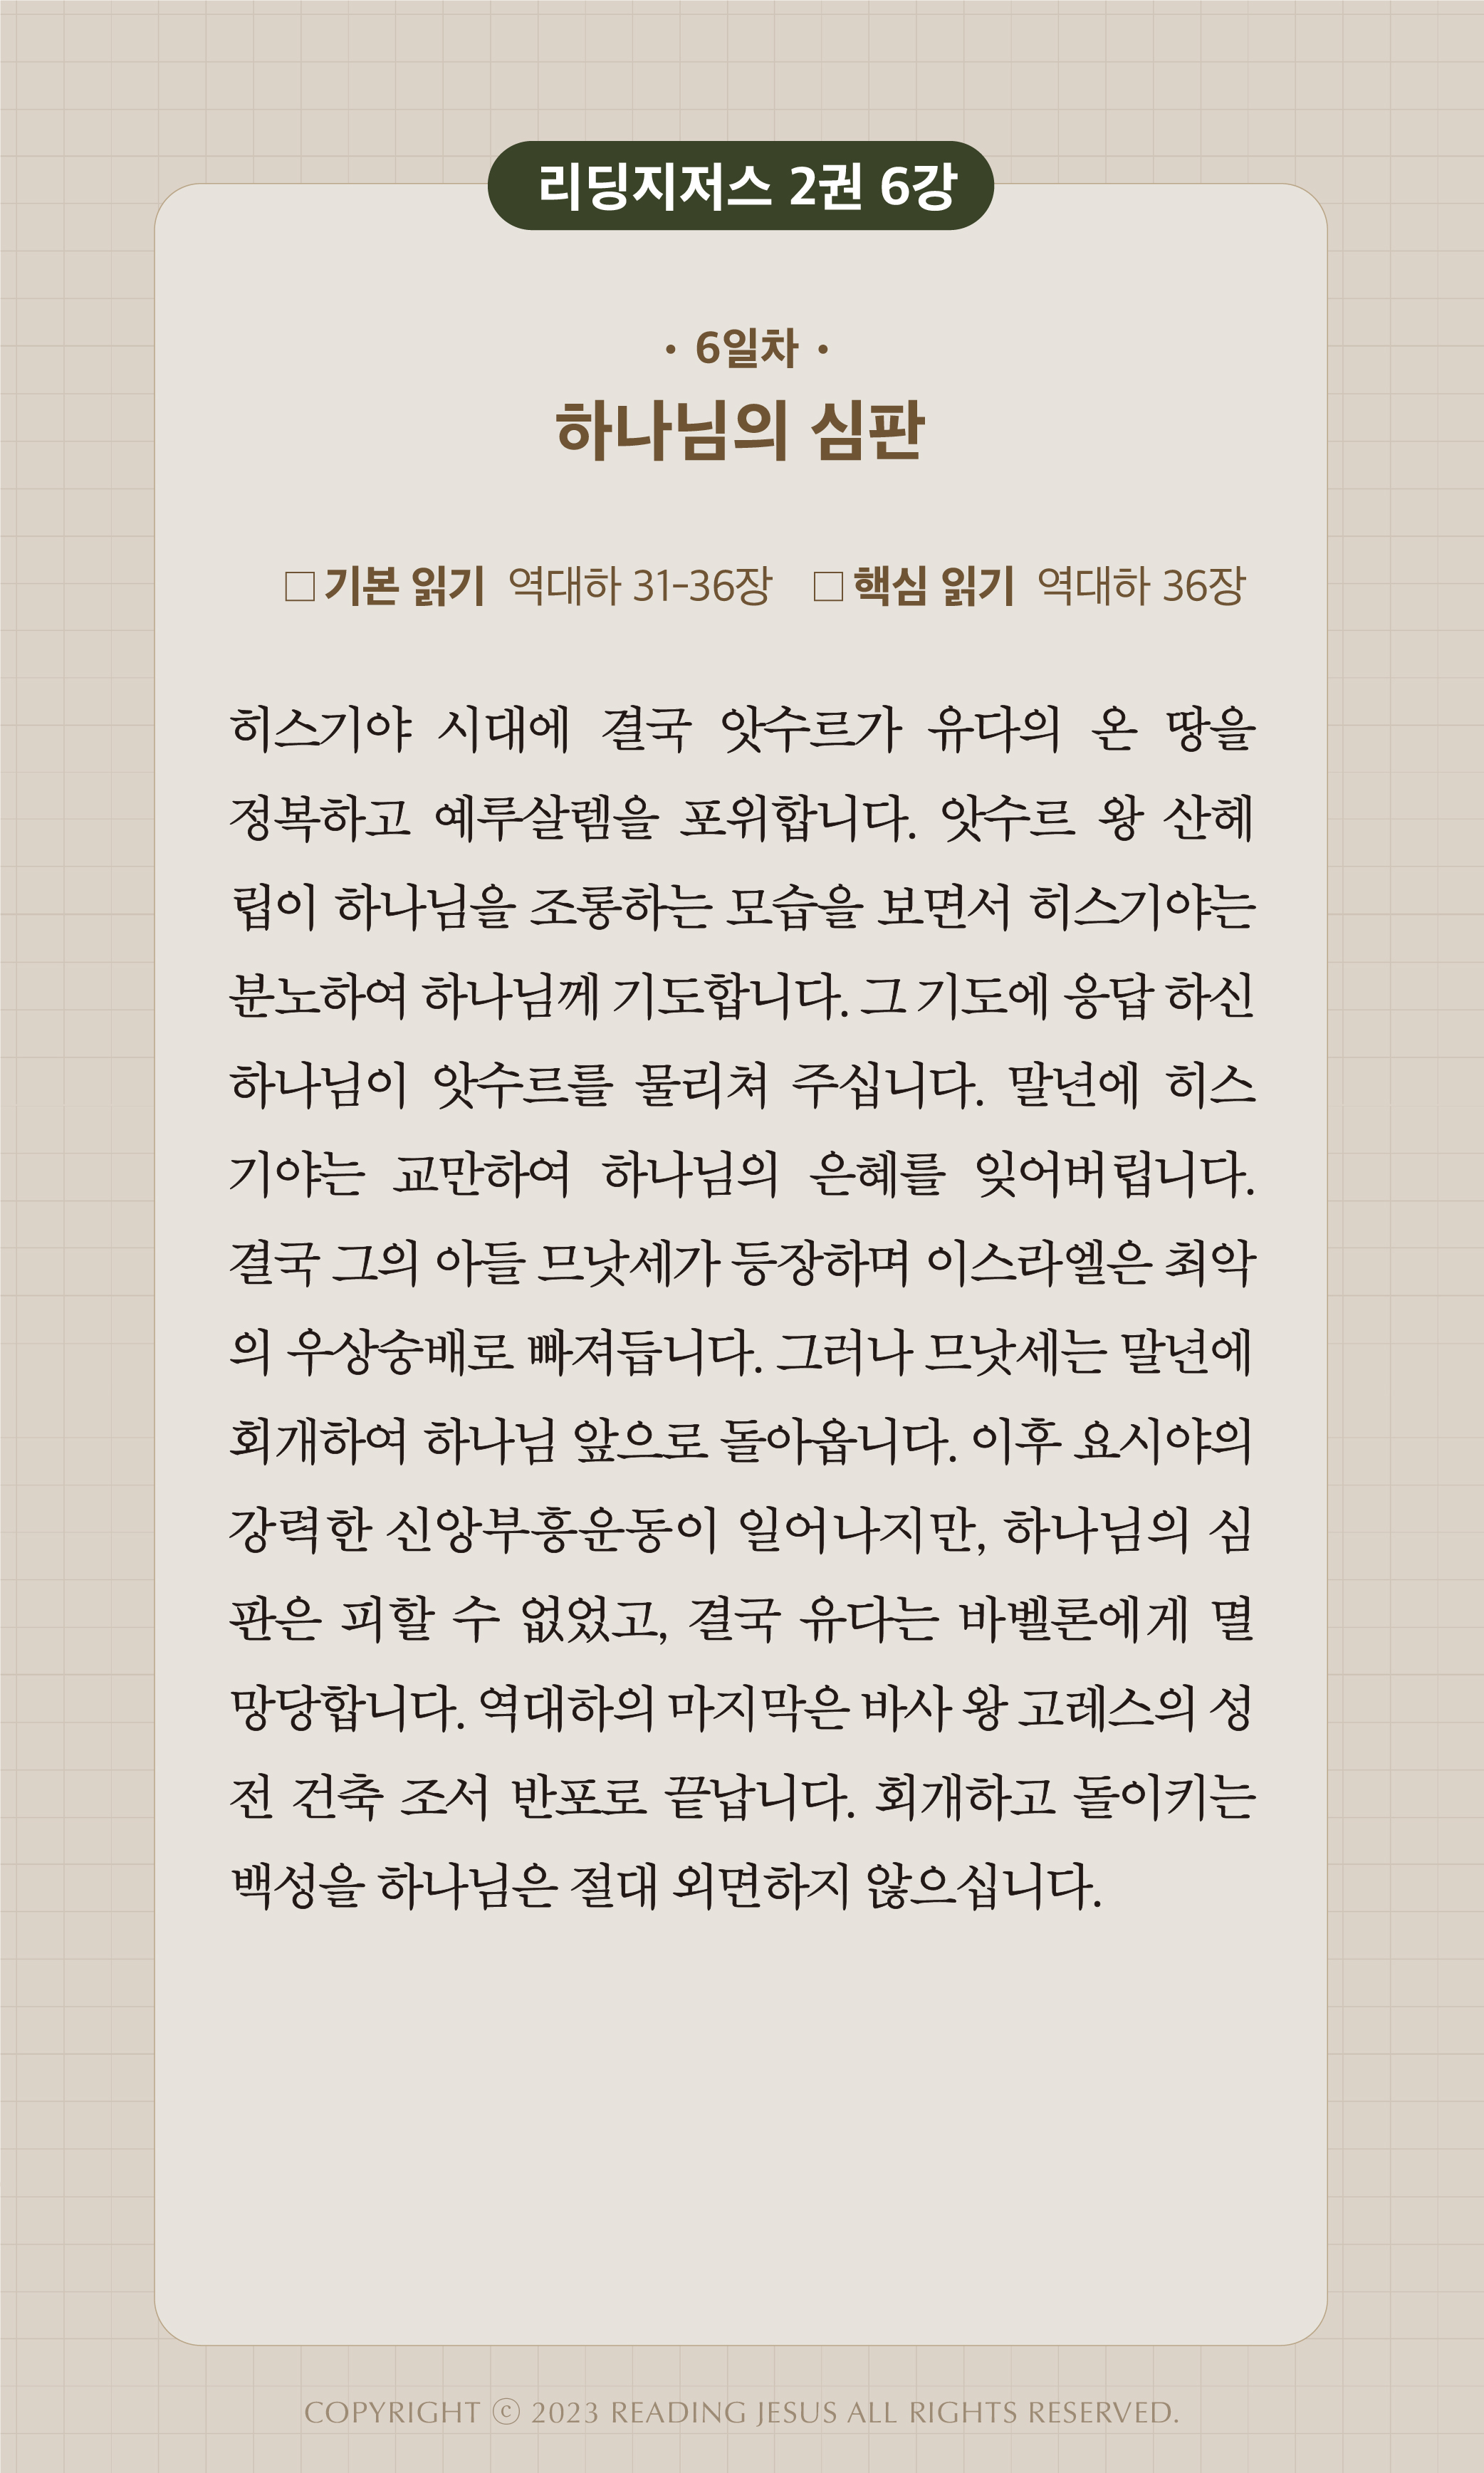 리딩지저스 2권 6강
· 6일차 ·
하나님의 심판
□ 기본 읽기 역대하 31-36장 □ 핵심 읽기 역대하 36장
히스기야 시대에 결국 앗수르가 유다의 온 땅을
정복하고 예루살렘을 포위합니다. 앗수르 왕 산헤
립이 하나님을 조롱하는 모습을 보면서 히스기야는
분노하여 하나님께 기도합니다. 그 기도에 응답 하신
하나님이 앗수르를 물리쳐 주십니다. 말년에 히스
기야는 교만하여 하나님의 은혜를 잊어버립니다.
결국 그의 아들 므낫세가 등장하며 이스라엘은 최악
의 우상숭배로 빠져듭니다. 그러나 므낫세는 말년에
회개하여 하나님 앞으로 돌아옵니다. 이후 요시야의
강력한 신앙부흥운동이 일어나지만, 하나님의 심
판은 피할 수 없었고, 결국 유다는 바벨론에게 멸
망당합니다. 역대하의 마지막은 바사 왕 고레스의 성
전 건축 조서 반포로 끝납니다. 회개하고 돌이키는
백성을 하나님은 절대 외면하지 않으십니다.
COPYRIGHT ⓒ 2023 READING JESUS ALL RIGHTS RESERVED.